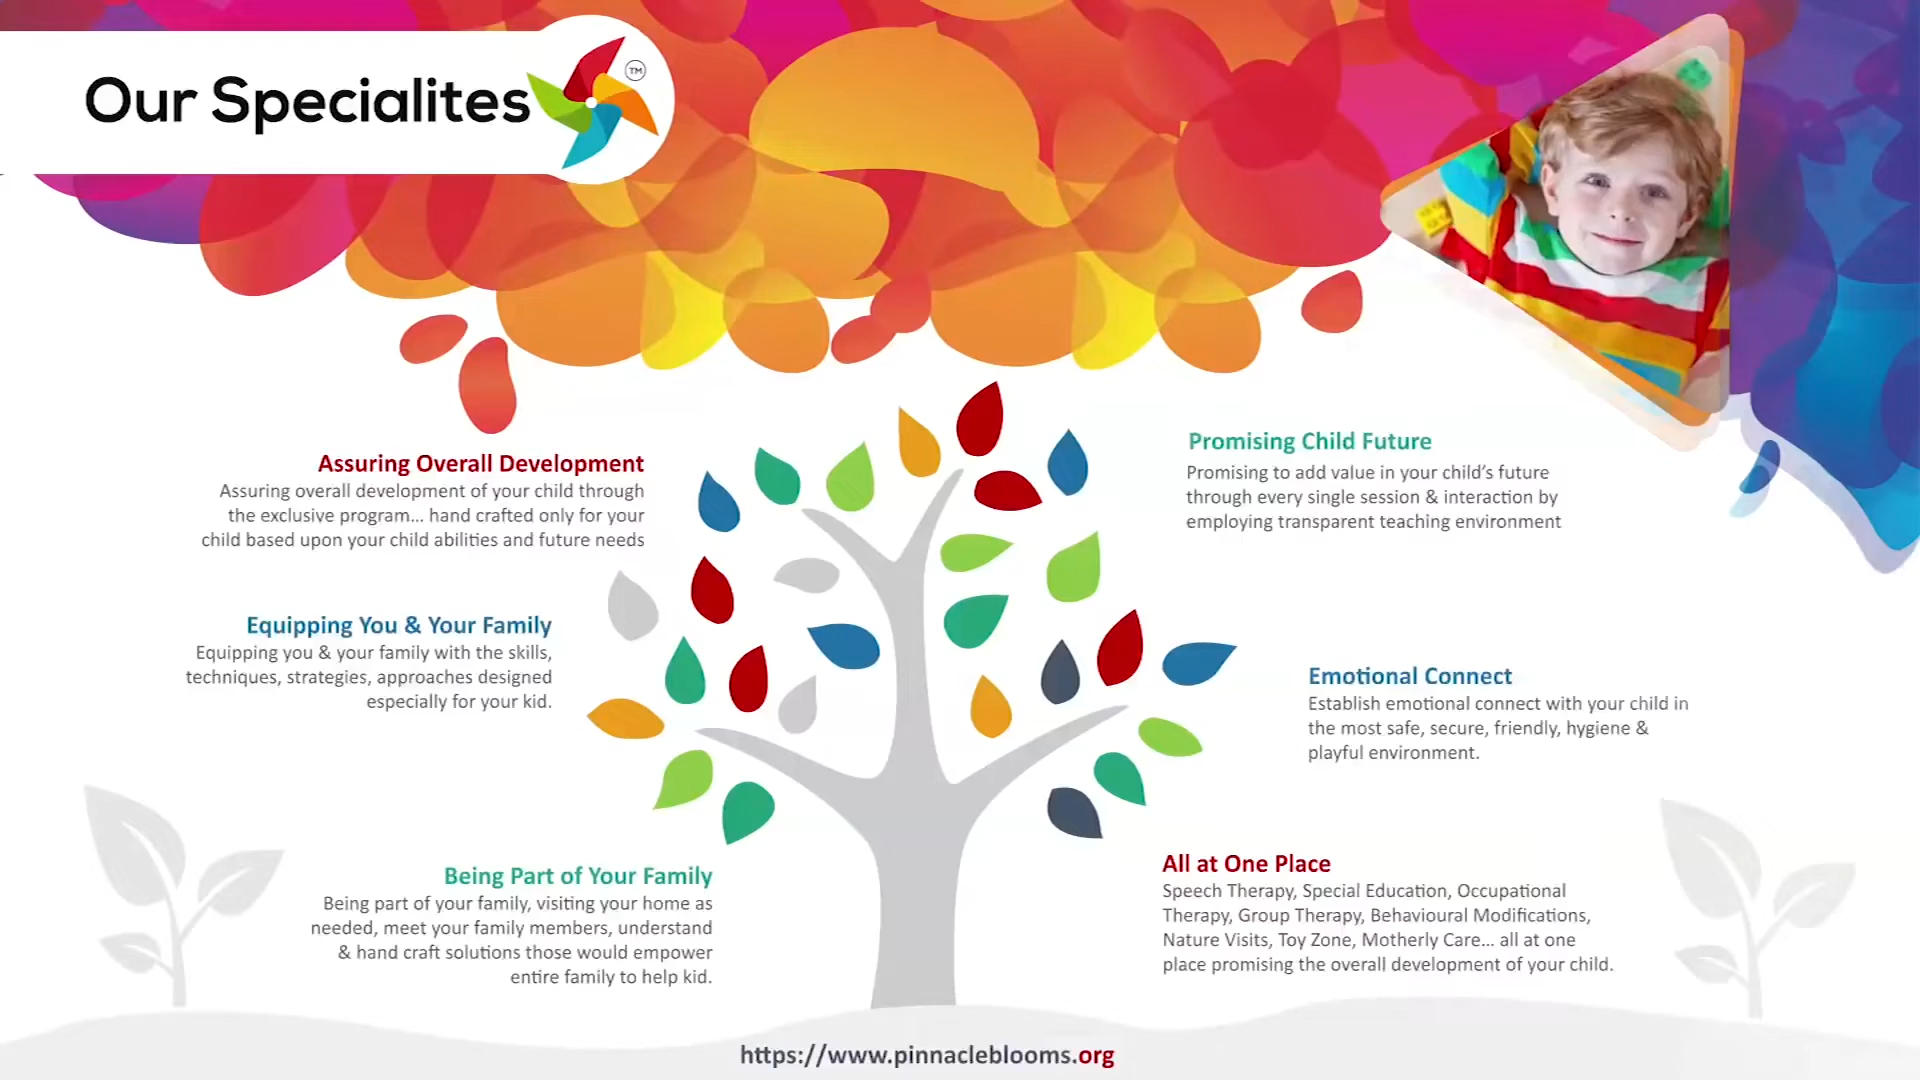 Our Specialites
TM
Assuring Overall Development
Assuring overall development of your child through
the exclusive program... hand crafted only for your
child based upon your child abilities and future needs
Equipping You & Your Family
Equipping you & your family with the skills,
techniques, strategies, approaches designed
especially for your kid.
Being Part of Your Family
Being part of your family, visiting your home as
needed, meet your family members, understand
& hand craft solutions those would empower
entire family to help kid.
Promising Child Future
Promising to add value in your child’s future
through every single session & interaction by
employing transparent teaching environment
Emotional Connect
Establish emotional connect with your child in
the most safe, secure, friendly, hygiene &
playful environment.
All at One Place
Speech Therapy, Special Education, Occupational
Therapy, Group Therapy, Behavioural Modifications,
Nature Visits, Toy Zone, Motherly Care... all at one
place promising the overall development of your child.
https://www.pinnacleblooms.org